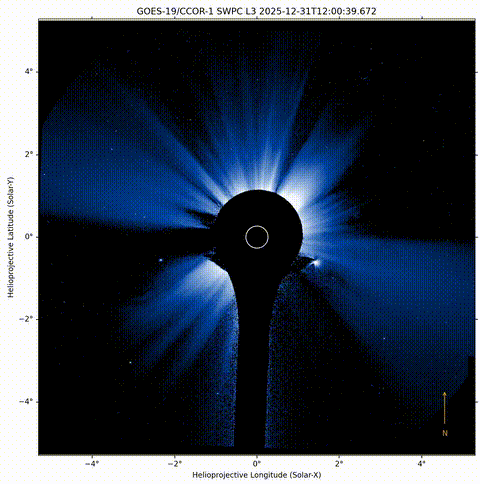 GOES-19/CCOR-1 SWPC L3 2025-12-31T12:00:39.672
4°
2°
0°
−2°
−4°
Helioprojective Latitude (Solar-Y)
N
−4° −2° 0° 2° 4°
Helioprojective Longitude (Solar-X)